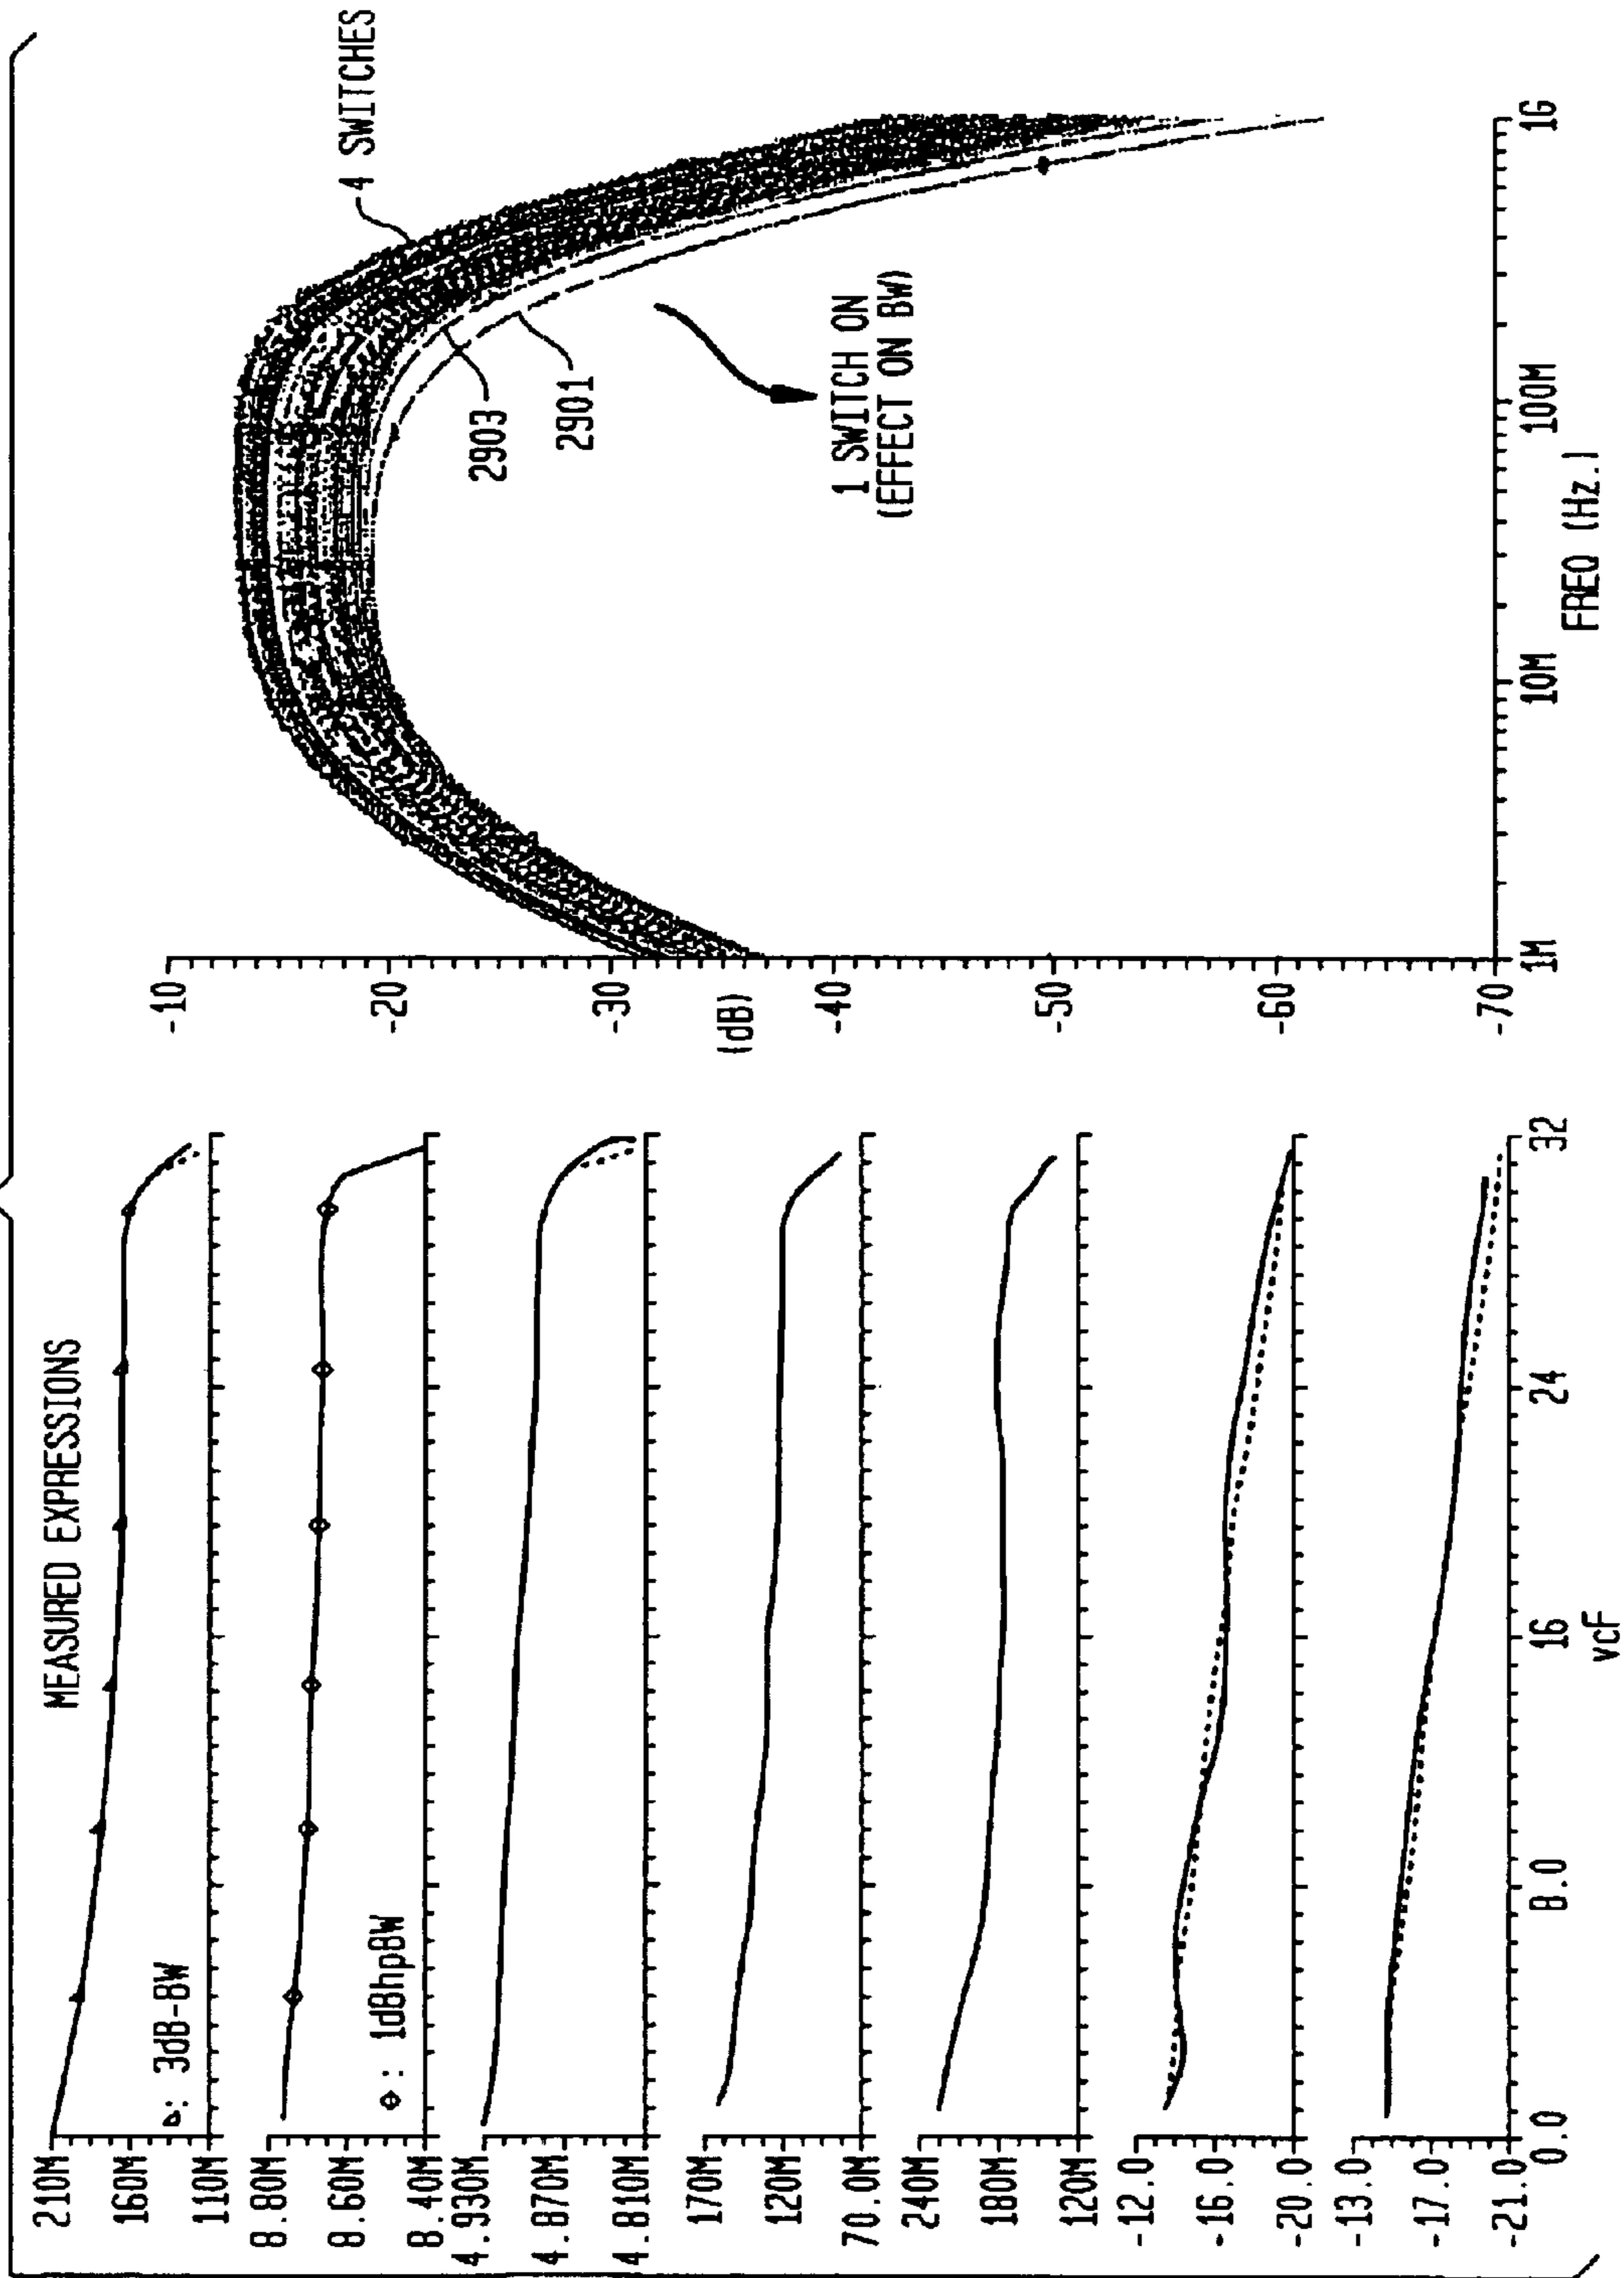 MEASURED EXPRESSIONS
210M
160M
110M
▵: 3dB-BW
8.80M
8.60M
8.40M
⋄: 1dBhpBW
4.930M
4.870M
4.810M
170M
120M
70.0M
240M
180M
120M
-12.0
-16.0
-20.0
-13.0
-17.0
-21.0
0.0
8.0
16
24
32
vcF
-10
-20
-30
(dB)
-40
-50
-60
-70
4 SWITCHES
2903
2901
1 SWITCH ON
(EFFECT ON BW)
1M
10M
100M
1G
FREQ (Hz.)